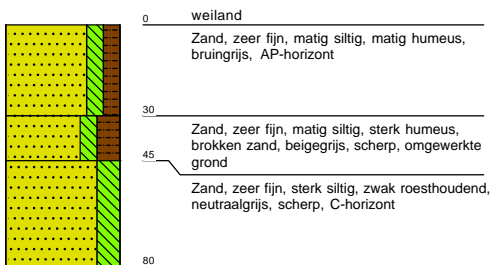 0 weiland
Zand, zeer fijn, matig siltig, matig humeus,
bruingrijs, AP-horizont
30
Zand, zeer fijn, matig siltig, sterk humeus,
brokken zand, beigegrijs, scherp, omgewerkte
grond
45
Zand, zeer fijn, sterk siltig, zwak roesthoudend,
neutraalgrijs, scherp, C-horizont
80